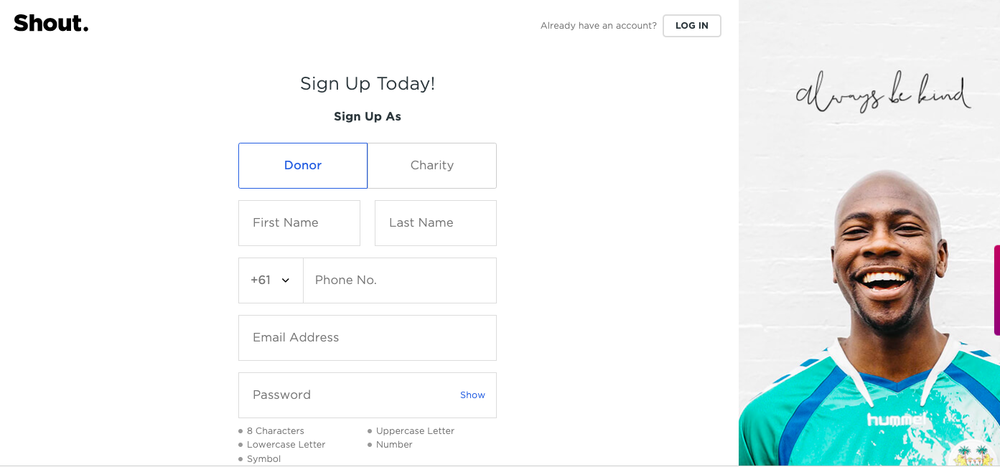 Shout.
Already have an account? LOG IN
Sign Up Today!
Sign Up As
Donor Charity
First Name Last Name
+61 Phone No.
Email Address
Password Show
8 Characters Uppercase Letter
Lowercase Letter Number
Symbol
always be kind
hummel